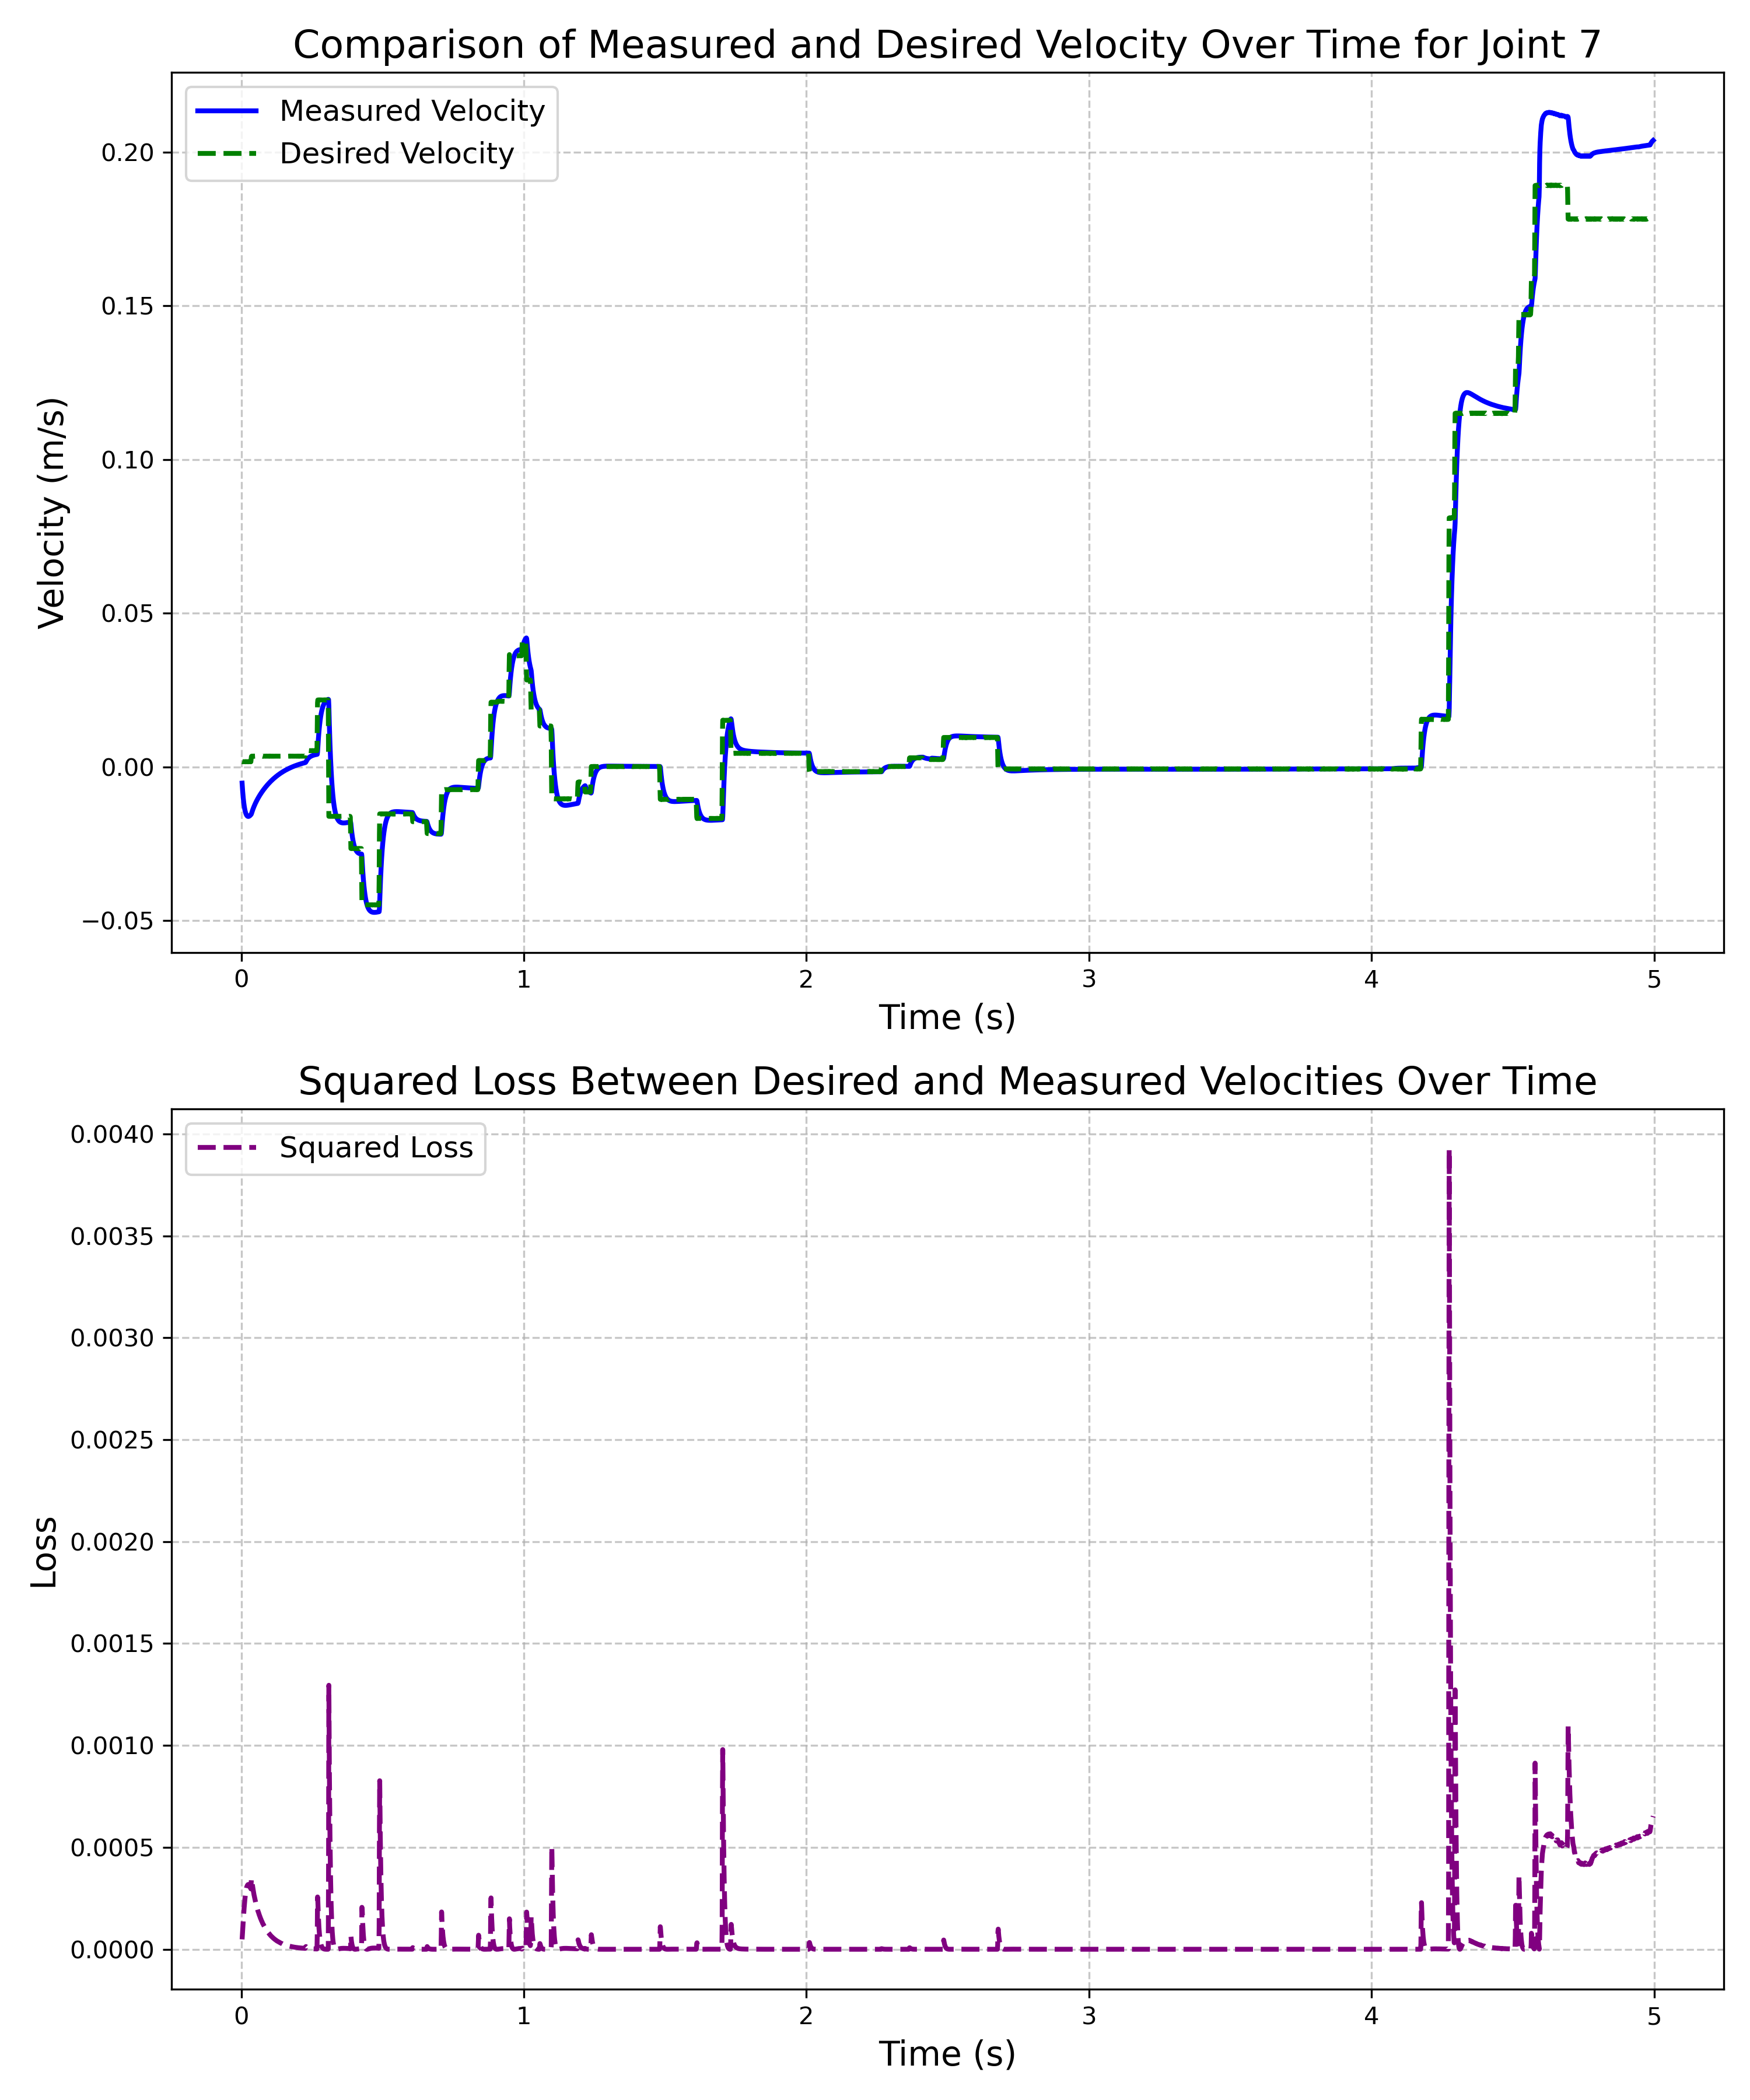 Comparison of Measured and Desired Velocity Over Time for Joint 7
Measured Velocity
Desired Velocity
Velocity (m/s)
0.20
0.15
0.10
0.05
0.00
−0.05
0 1 2 3 4 5
Time (s)
Squared Loss Between Desired and Measured Velocities Over Time
Squared Loss
Loss
0.0040
0.0035
0.0030
0.0025
0.0020
0.0015
0.0010
0.0005
0.0000
0 1 2 3 4 5
Time (s)